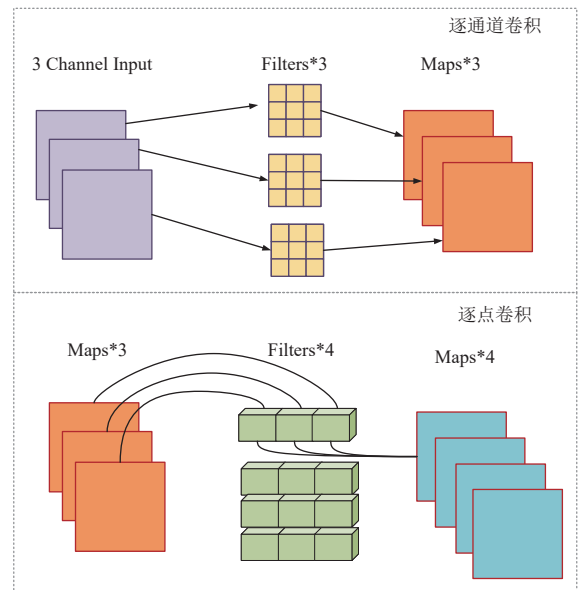 逐通道卷积
3 Channel Input
Filters*3
Maps*3
逐点卷积
Maps*3
Filters*4
Maps*4